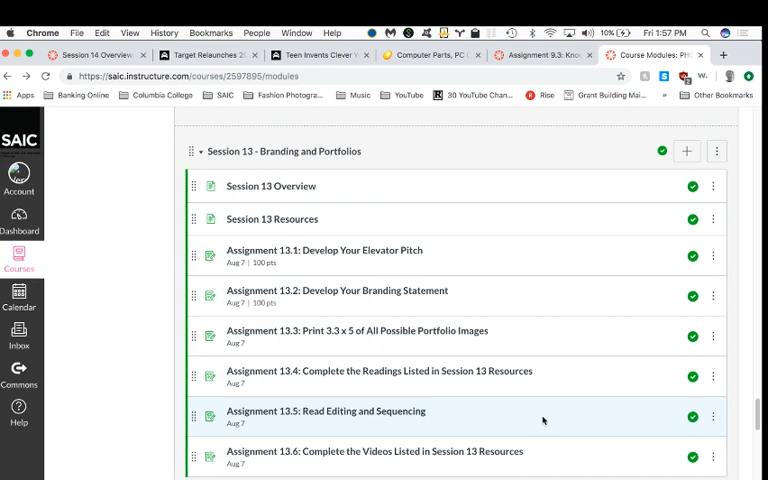 Chrome File Edit View History Bookmarks People Window Help 10% Fri 1:57 PM
Session 14 Overview Target Relaunches 20 Teen Invents Clever Computer Parts, PC C Assignment 9.3: Kno Course Modules: PH
https://saic.instructure.com/courses/2597895/modules
Apps Banking Online Columbia College SAIC Fashion Photogra... Music YouTube 30 YouTube Chan... Rise Grant Building Mai... » Other Bookmarks
SAIC
Account
Dashboard
Courses
Calendar
Inbox
Commons
Help
Session 13 - Branding and Portfolios
Session 13 Overview
Session 13 Resources
Assignment 13.1: Develop Your Elevator Pitch
Aug 7 | 100 pts
Assignment 13.2: Develop Your Branding Statement
Aug 7 | 100 pts
Assignment 13.3: Print 3.3 x 5 of All Possible Portfolio Images
Aug 7
Assignment 13.4: Complete the Readings Listed in Session 13 Resources
Aug 7
Assignment 13.5: Read Editing and Sequencing
Aug 7
Assignment 13.6: Complete the Videos Listed in Session 13 Resources
Aug 7